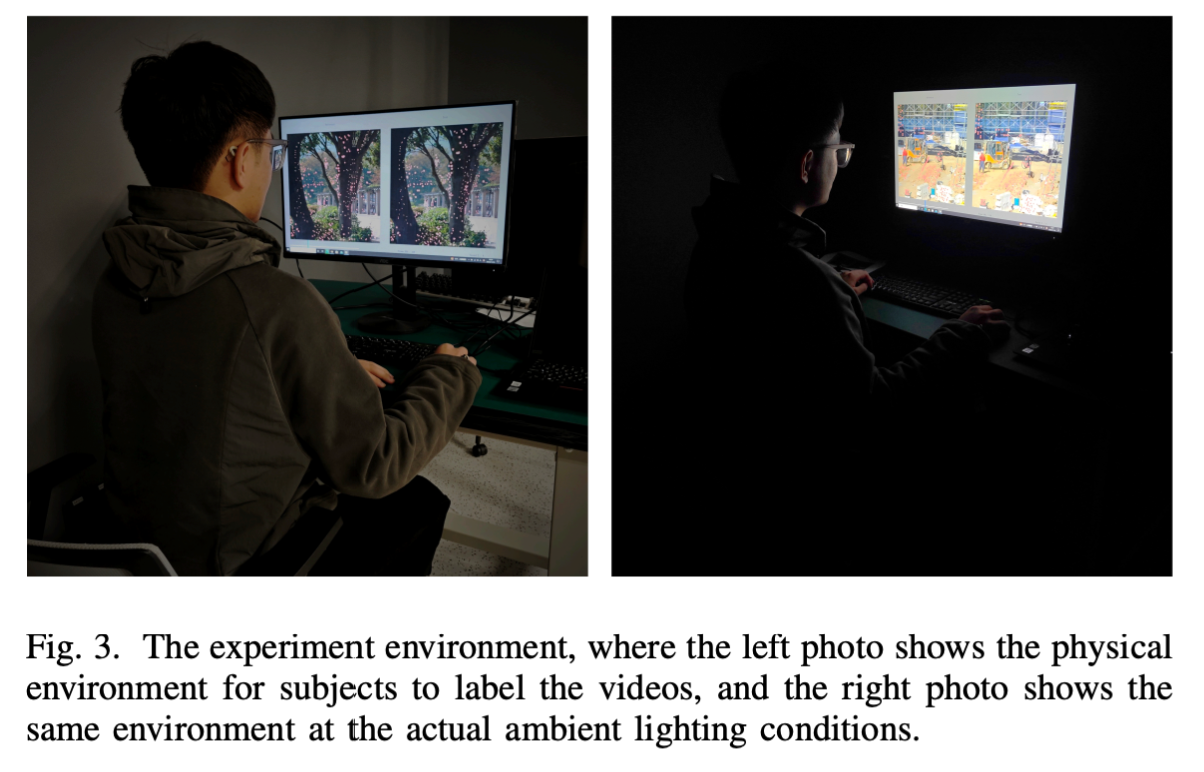 Fig. 3. The experiment environment, where the left photo shows the physical
environment for subjects to label the videos, and the right photo shows the
same environment at the actual ambient lighting conditions.